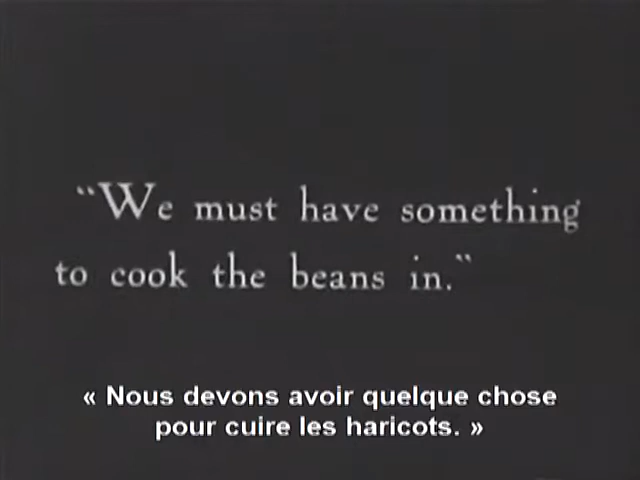 “We must have something
to cook the beans in.”
« Nous devons avoir quelque chose
pour cuire les haricots. »